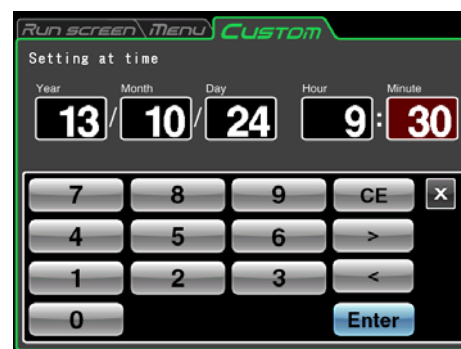 Run screen Menu Custom
Setting at time
Year Month Day Hour Minute
13 / 10 / 24 9 : 30
7 8 9 CE X
4 5 6 >
1 2 3 <
0 Enter